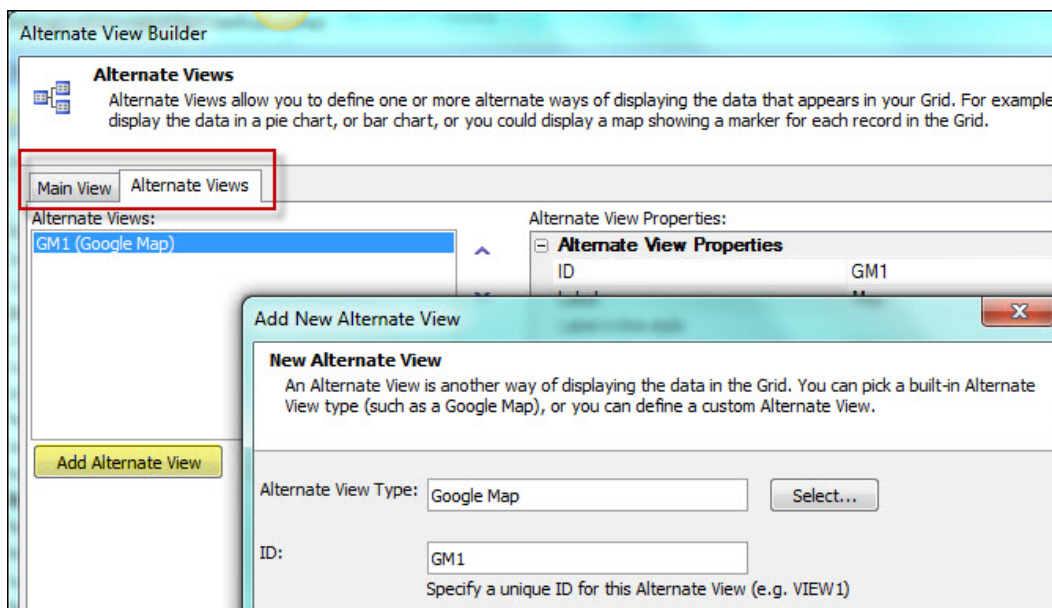 Alternate View Builder
Alternate Views
Alternate Views allow you to define one or more alternate ways of displaying the data that appears in your Grid. For example
display the data in a pie chart, or bar chart, or you could display a map showing a marker for each record in the Grid.
Main View
Alternate Views
Alternate Views:
GM1 (Google Map)
Add Alternate View
Alternate View Properties:
Alternate View Properties
ID
GM1
Add New Alternate View
New Alternate View
An Alternate View is another way of displaying the data in the Grid. You can pick a built-in Alternate
View type (such as a Google Map), or you can define a custom Alternate View.
Alternate View Type:
Google Map
Select...
ID:
GM1
Specify a unique ID for this Alternate View (e.g. VIEW1)